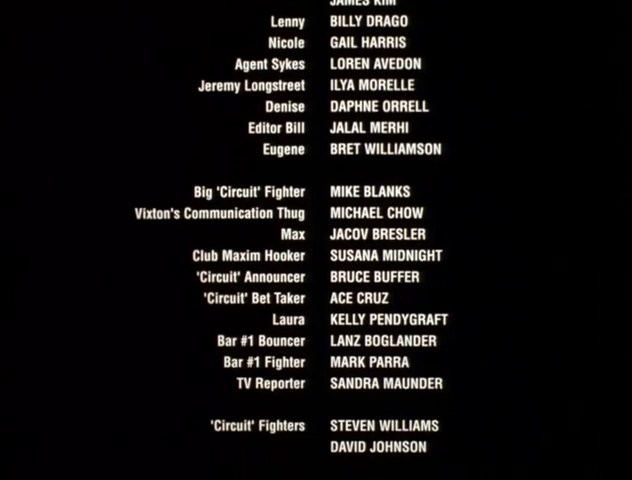 JAMES KIM
Lenny BILLY DRAGO
Nicole GAIL HARRIS
Agent Sykes LOREN AVEDON
Jeremy Longstreet ILYA MORELLE
Denise DAPHNE ORRELL
Editor Bill JALAL MERHI
Eugene BRET WILLIAMSON
Big 'Circuit' Fighter MIKE BLANKS
Vixton's Communication Thug MICHAEL CHOW
Max JACOV BRESLER
Club Maxim Hooker SUSANA MIDNIGHT
'Circuit' Announcer BRUCE BUFFER
'Circuit' Bet Taker ACE CRUZ
Laura KELLY PENDYGRAFT
Bar #1 Bouncer LANZ BOGLANDER
Bar #1 Fighter MARK PARRA
TV Reporter SANDRA MAUNDER
'Circuit' Fighters STEVEN WILLIAMS
DAVID JOHNSON